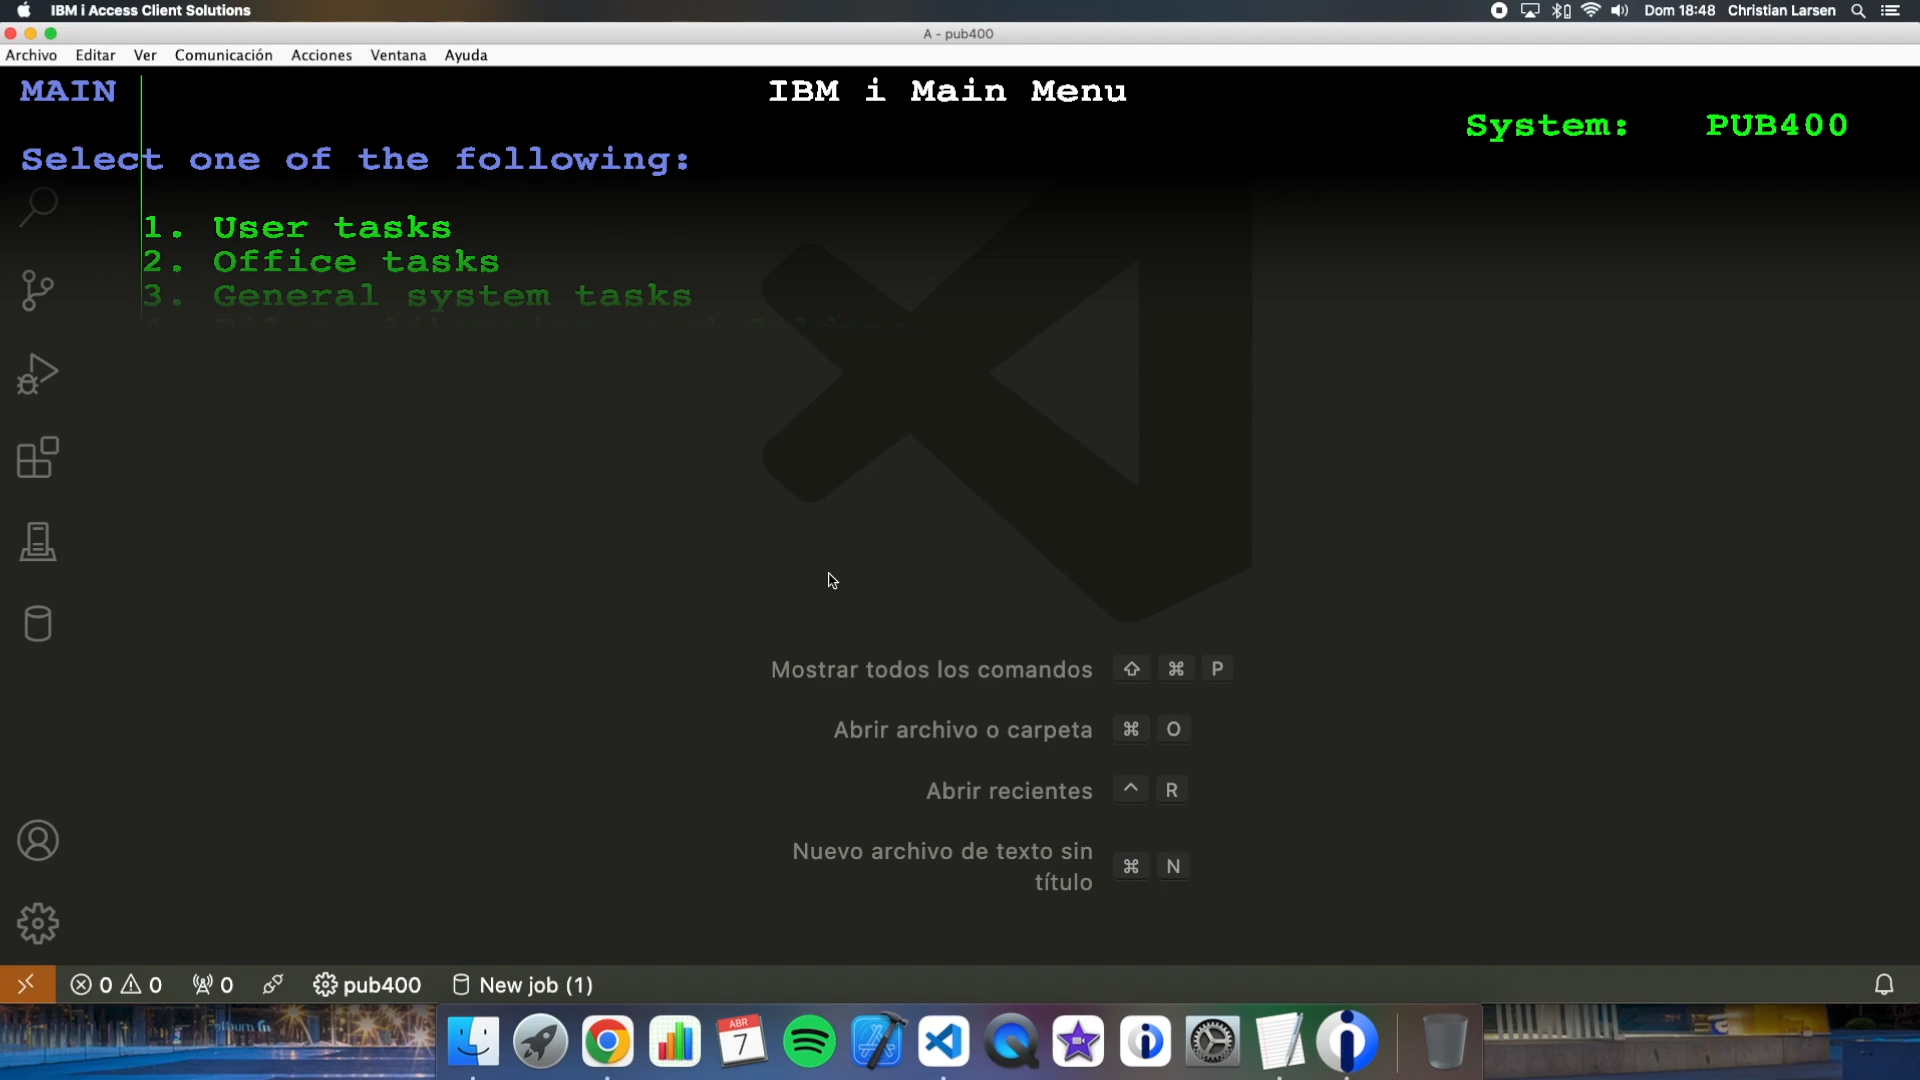 IBM i Access Client Solutions
Dom 18:48 Christian Larsen
A - pub400
Archivo Editar Ver Comunicación Acciones Ventana Ayuda
MAIN IBM i Main Menu
System: PUB400
Select one of the following:
1. User tasks
2. Office tasks
3. General system tasks
Mostrar todos los comandos ⇧ ⌘ P
Abrir archivo o carpeta ⌘ O
Abrir recientes ^ R
Nuevo archivo de texto sin
título ⌘ N
0 0 0 pub400 New job (1)
ABR
7